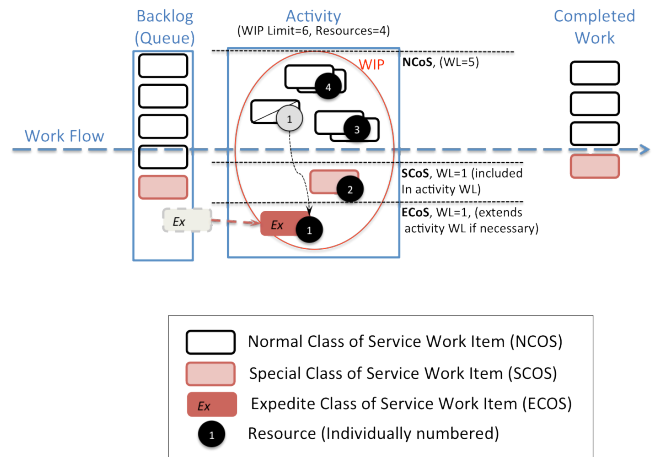 Backlog
(Queue)
Activity
(WIP Limit=6, Resources=4)
Completed
Work
WIP
NCoS, (WL=5)
4
1
3
Work Flow
SCoS, WL=1 (included
In activity WL)
2
ECoS, WL=1, (extends
activity WL if necessary)
Ex
Ex
1
Normal Class of Service Work Item (NCOS)
Special Class of Service Work Item (SCOS)
Ex
Expedite Class of Service Work Item (ECOS)
1
Resource (Individually numbered)